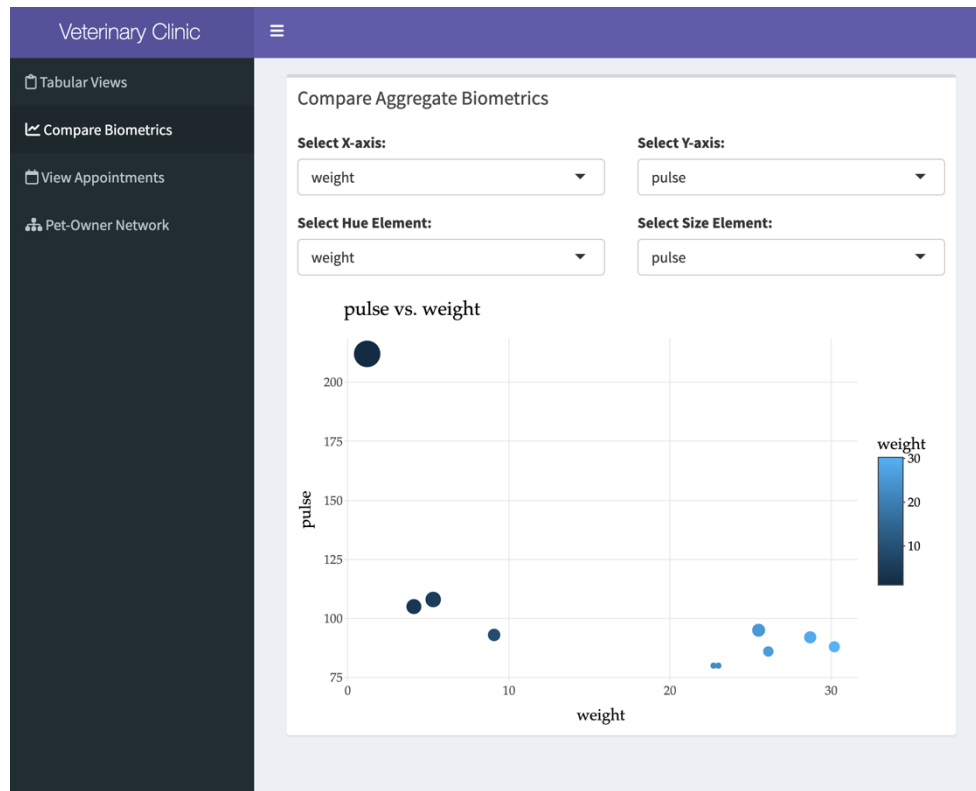 Veterinary Clinic
Tabular Views
Compare Biometrics
View Appointments
Pet-Owner Network
Compare Aggregate Biometrics
Select X-axis:
Select Y-axis:
weight
pulse
Select Hue Element:
Select Size Element:
weight
pulse
pulse vs. weight
200
175
150
125
100
75
pulse
0
10
20
30
weight
weight
30
20
10